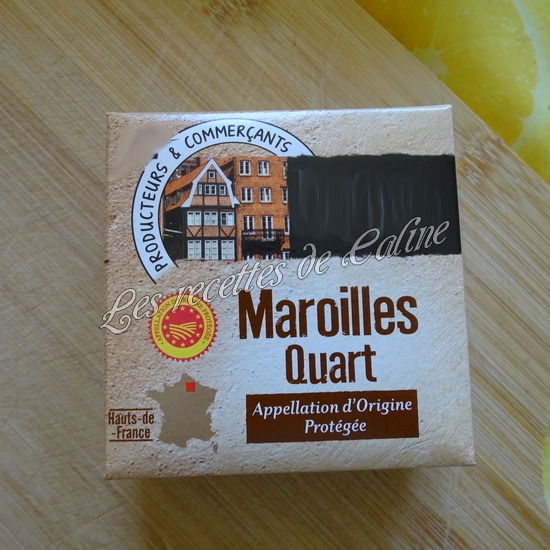 PRODUCTEURS & COMMERÇANTS
Les recettes de Caline
Maroilles
Quart
Appellation d'Origine
Protégée
Hauts-de
-France